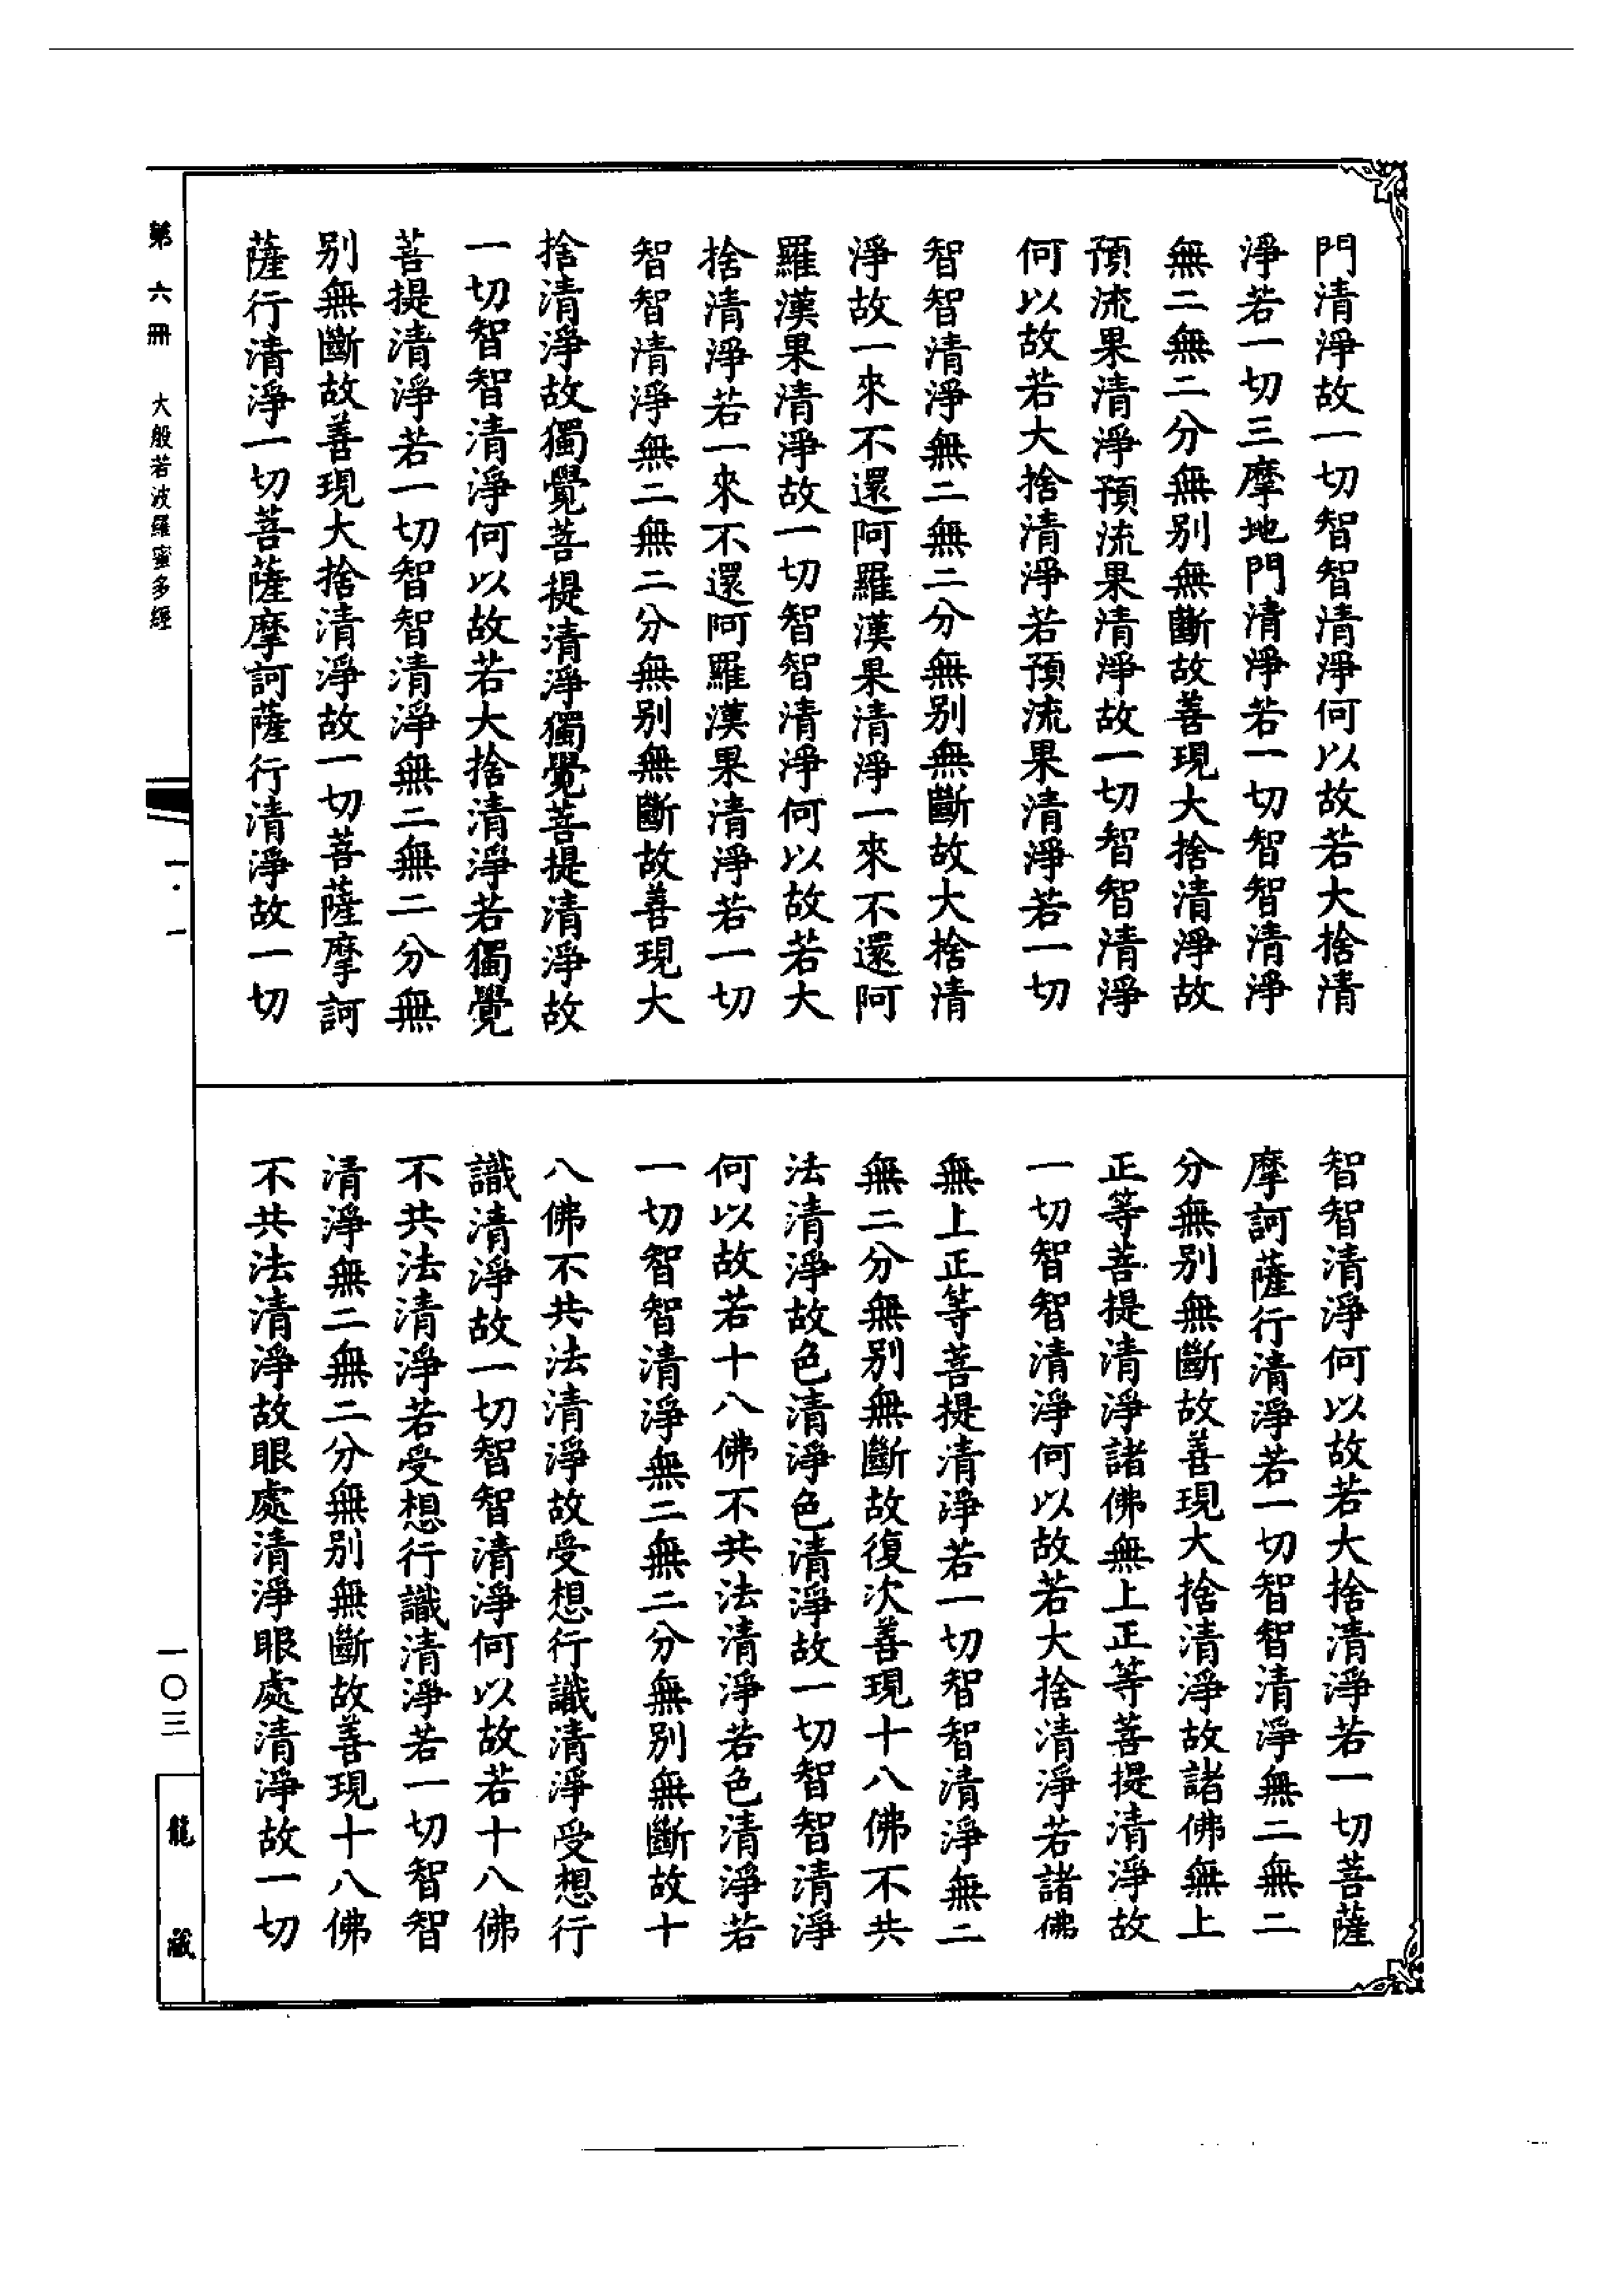 門清淨故一切智智清淨何以故若大捨清
淨若一切三摩地門清淨若一切智智清淨
無二無二分無别無斷故善現大捨清淨故
預流果清淨預流果清淨故一切智智清淨
何以故若大捨清淨若預流果清淨若一切
智智清淨無二無二分無别無斷故大捨清
淨故一來不還阿羅漢果清淨一來不還阿
羅漢果清淨故一切智智清淨何以故若大
捨清淨若一來不還阿羅漢果清淨若一切
智智清淨無二無二分無别無斷故善現大
捨清淨故獨覺菩提清淨獨覺菩提清淨故
一切智智清淨何以故若大捨清淨若獨覺
菩提清淨若一切智智清淨無二無二分無
别無斷故善現大捨清淨故一切菩薩摩訶
薩行清淨一切菩薩摩訶薩行清淨故一切
智智清淨何以故若大捨清淨若一切菩薩
摩訶薩行清淨若一切智智清淨無二無二
分無别無斷故善現大捨清淨故諸佛無上
正等菩提清淨諸佛無上正等菩提清淨故
一切智智清淨何以故若大捨清淨若諸佛
無上正等菩提清淨若一切智智清淨無二
無二分無别無斷故復次善現十八佛不共
法清淨故色清淨色清淨故一切智智清淨
何以故若十八佛不共法清淨若色清淨若
一切智智清淨無二無二分無别無斷故十
八佛不共法清淨故受想行識清淨受想行
識清淨故一切智智清淨何以故若十八佛
不共法清淨若受想行識清淨若一切智智
清淨無二無二分無别無斷故善現十八佛
不共法清淨故眼處清淨眼處清淨故一切
第六冊 大般若波羅蜜多經
一·一
一〇三
龍藏